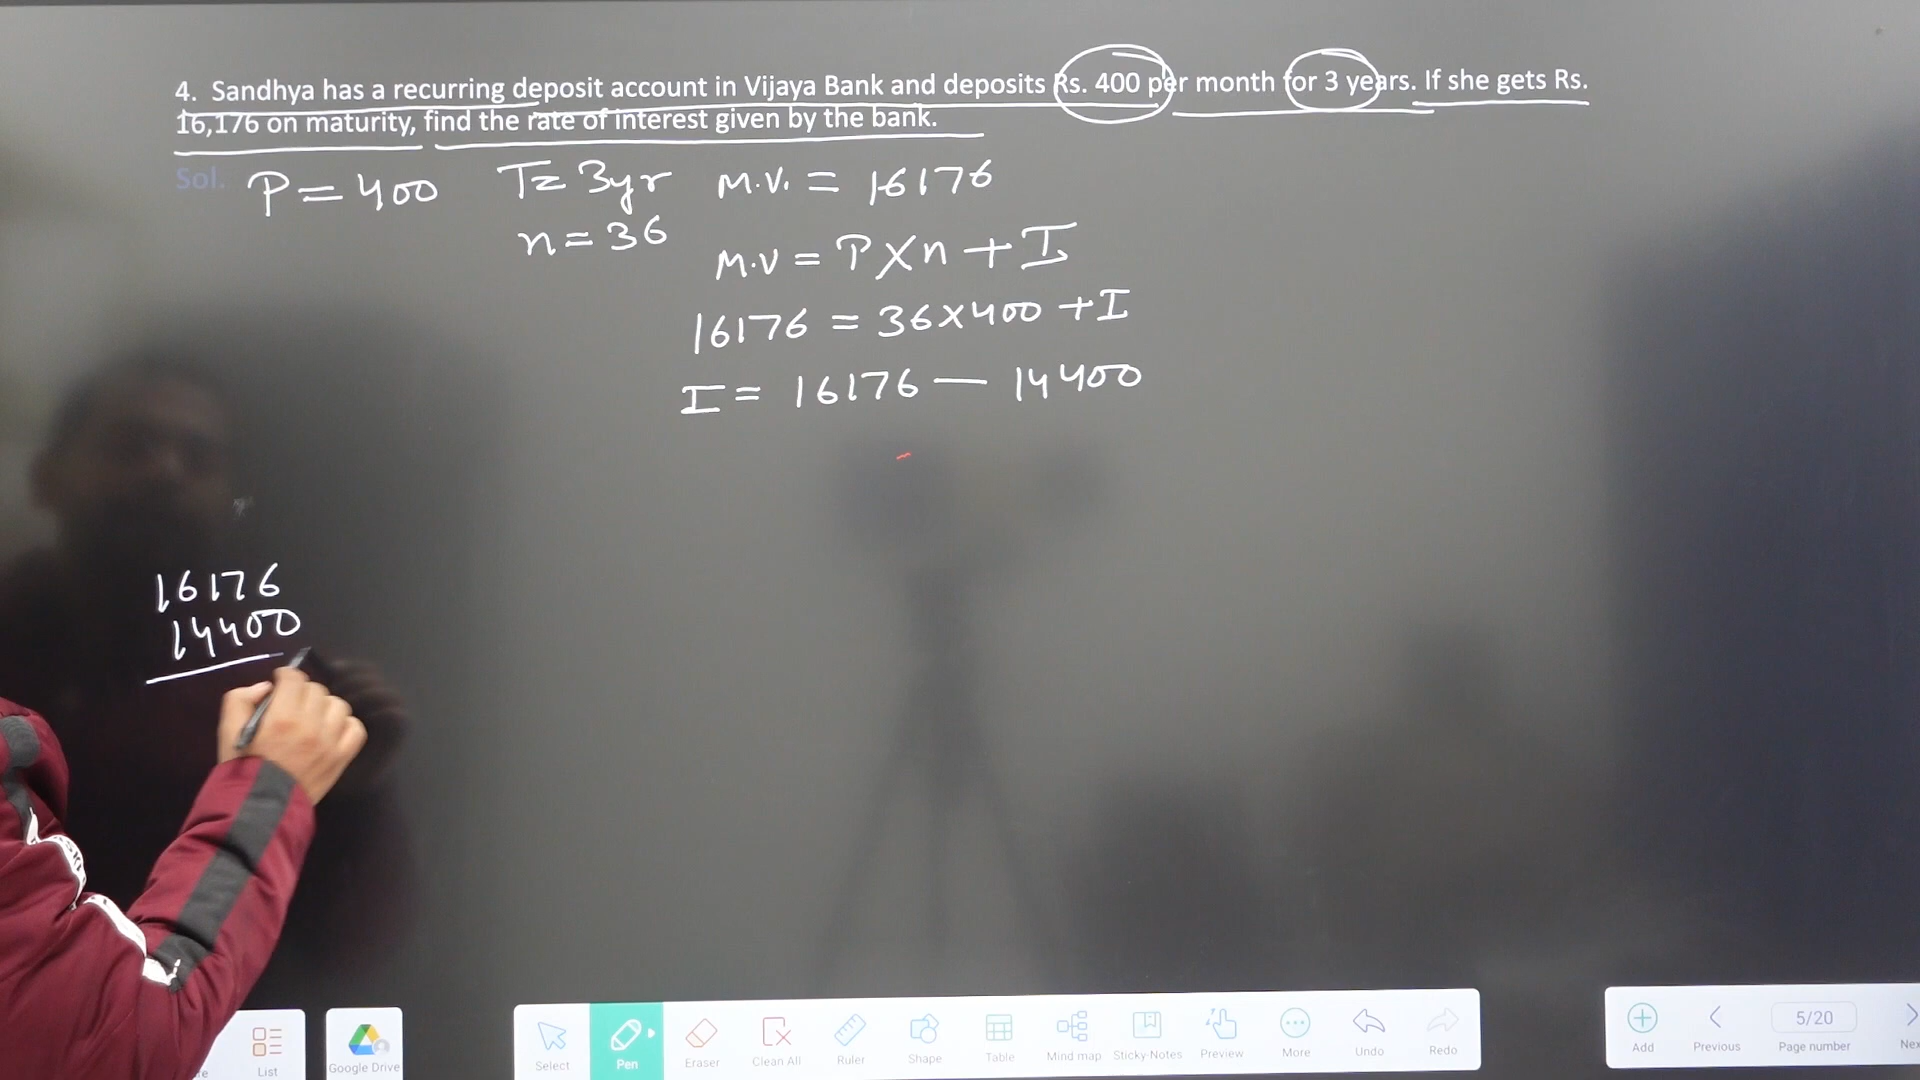 4. Sandhya has a recurring deposit account in Vijaya Bank and deposits Rs. 400 per month for 3 years. If she gets Rs.
16,176 on maturity, find the rate of interest given by the bank.
Sol. P = 400 T = 3yr M.V. = 16176
n = 36
M.V = P X n + I
16176 = 36 x 400 + I
I = 16176 — 14400
16176
14400
List
Google Drive
Select
Pen
Eraser
Clean All
Ruler
Shape
Table
Mind map
Sticky-Notes
Preview
More
Undo
Redo
Add
Previous
5/20
Page number